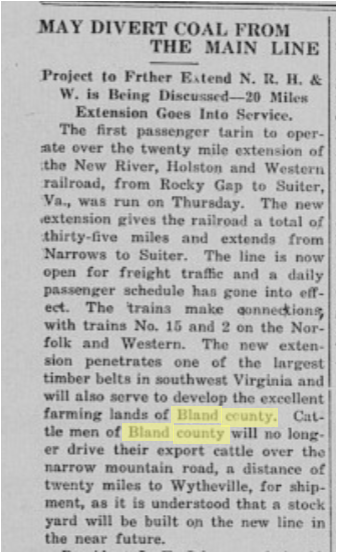 MAY DIVERT COAL FROM
THE MAIN LINE
Project to Frther Extend N. R. H. &
W. is Being Discussed—20 Miles
Extension Goes Into Service.
The first passenger tarin to oper-
ate over the twenty mile extension of
the New River, Holston and Western
railroad, from Rocky Gap to Suiter,
Va., was run on Thursday. The new
extension gives the railroad a total of
thirty-five miles and extends from
Narrows to Suiter. The line is now
open for freight traffic and a daily
passenger schedule has gone into eff-
ect. The trains make connections
with trains No. 15 and 2 on the Nor-
folk and Western. The new exten-
sion penetrates one of the largest
timber belts in southwest Virginia and
will also serve to develop the excellent
farming lands of Bland county. Cat-
tle men of Bland county will no long-
er drive their export cattle over the
narrow mountain road, a distance of
twenty miles to Wytheville, for ship-
ment, as it is understood that a stock
yard will be built on the new line in
the near future.